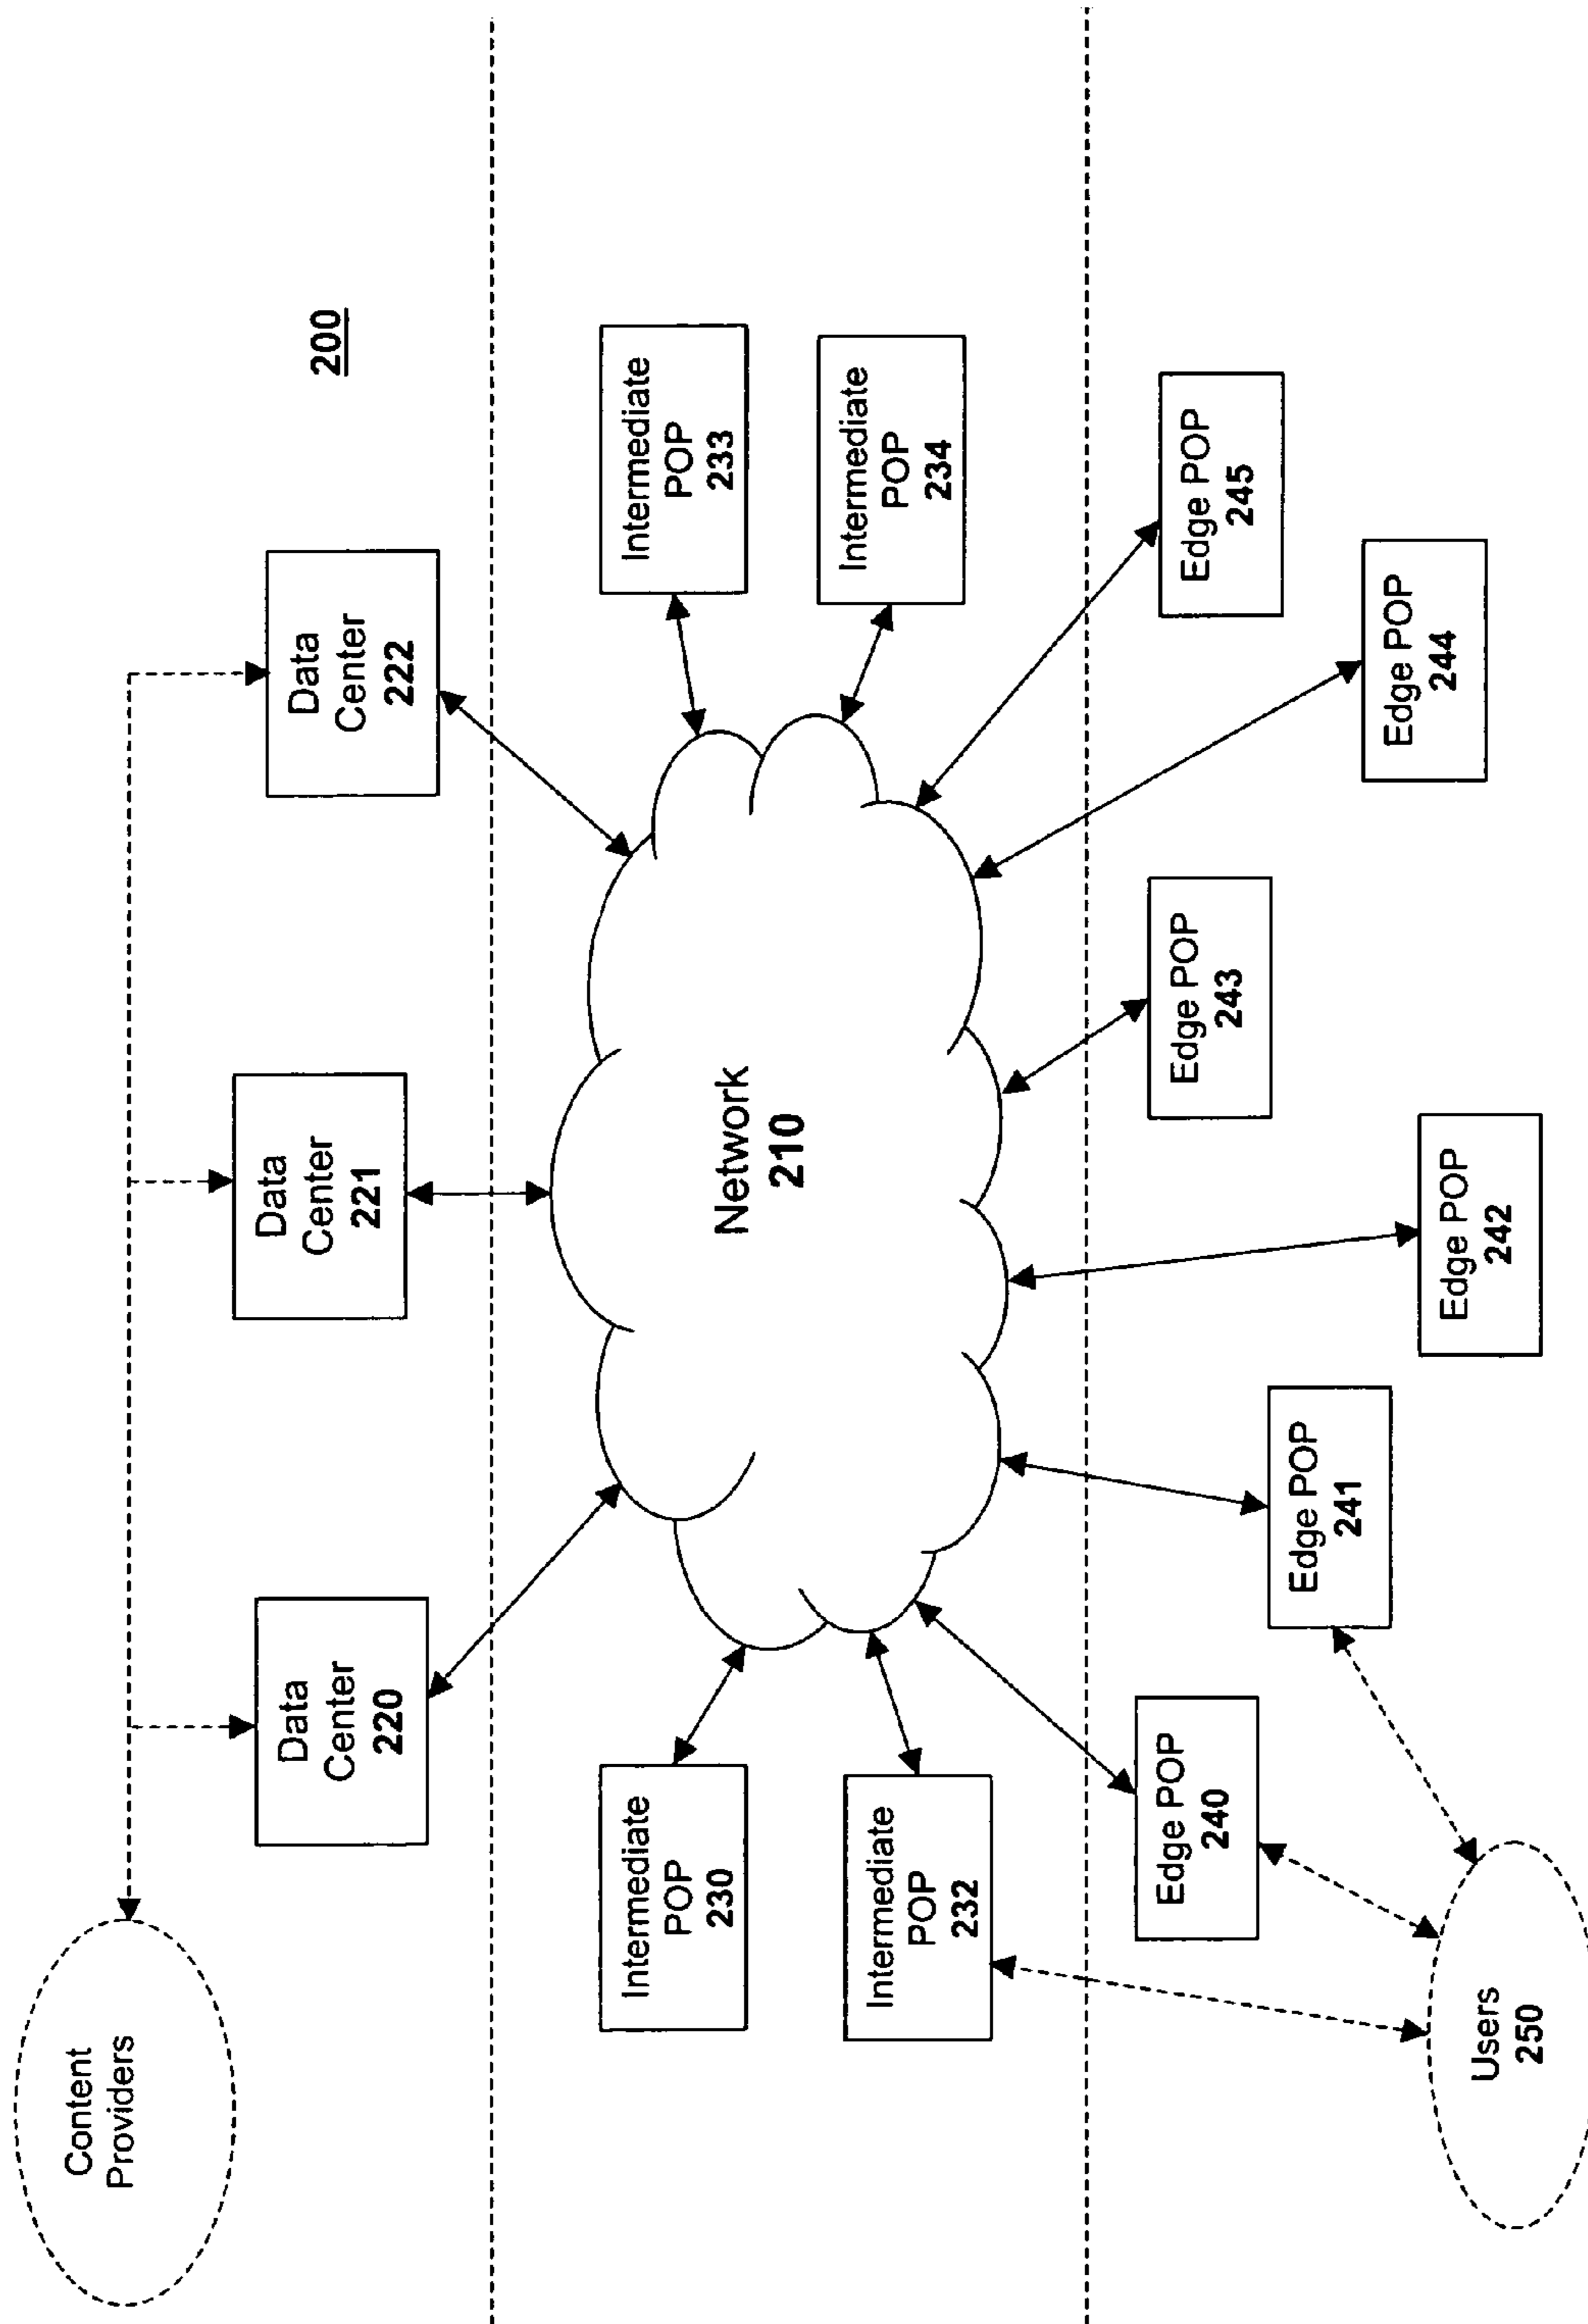 Content
Providers
200
Data
Center
220
Data
Center
221
Data
Center
222
Intermediate
POP
230
Intermediate
POP
232
Network
210
Intermediate
POP
233
Intermediate
POP
234
Edge POP
240
Edge POP
241
Edge POP
242
Edge POP
243
Edge POP
244
Edge POP
245
Users
250